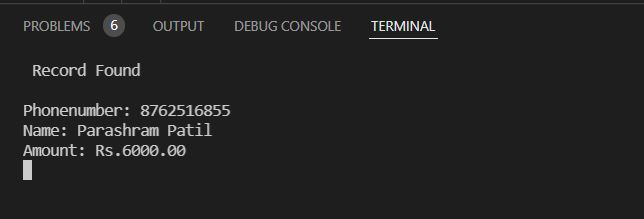 PROBLEMS 6 OUTPUT DEBUG CONSOLE TERMINAL
Record Found
Phonenumber: 8762516855
Name: Parashram Patil
Amount: Rs.6000.00